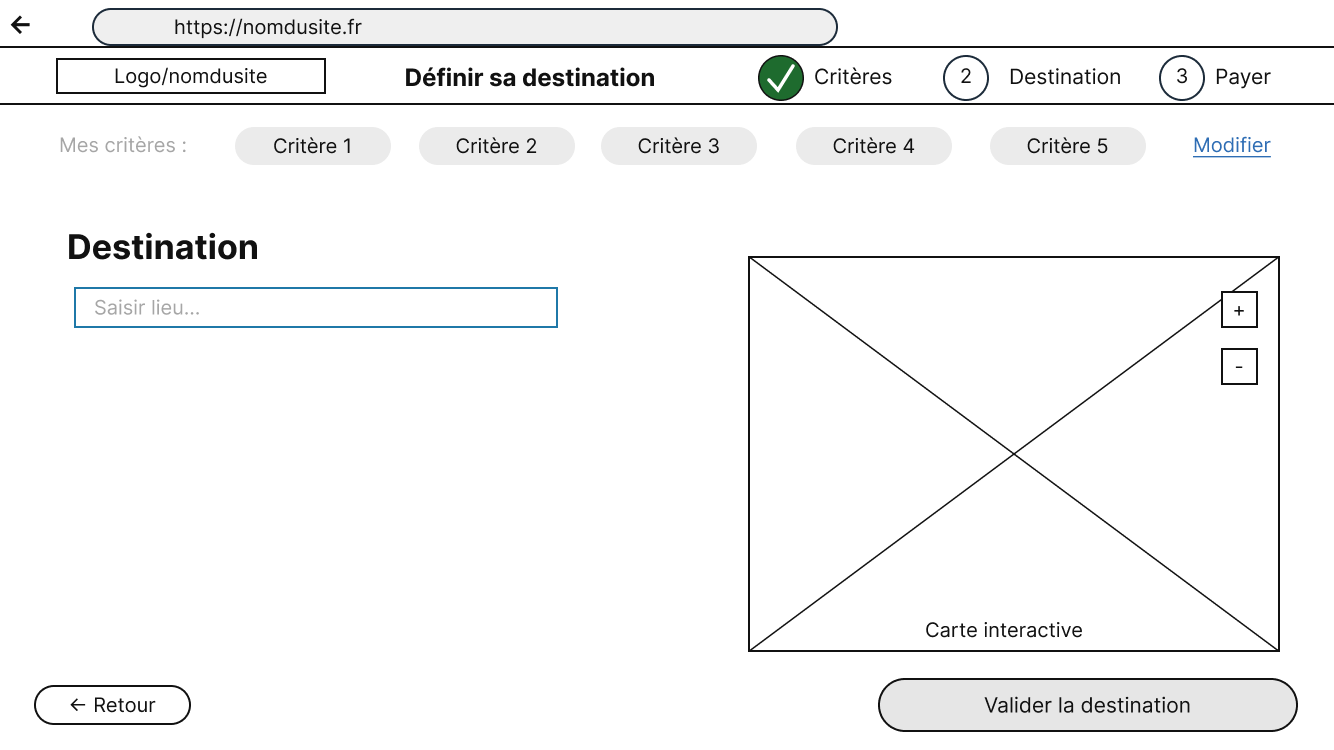 https://nomdusite.fr
Logo/nomdusite
Définir sa destination
Critères
2
Destination
3
Payer
Mes critères :
Critère 1
Critère 2
Critère 3
Critère 4
Critère 5
Modifier
Destination
Saisir lieu...
+
-
Carte interactive
← Retour
Valider la destination